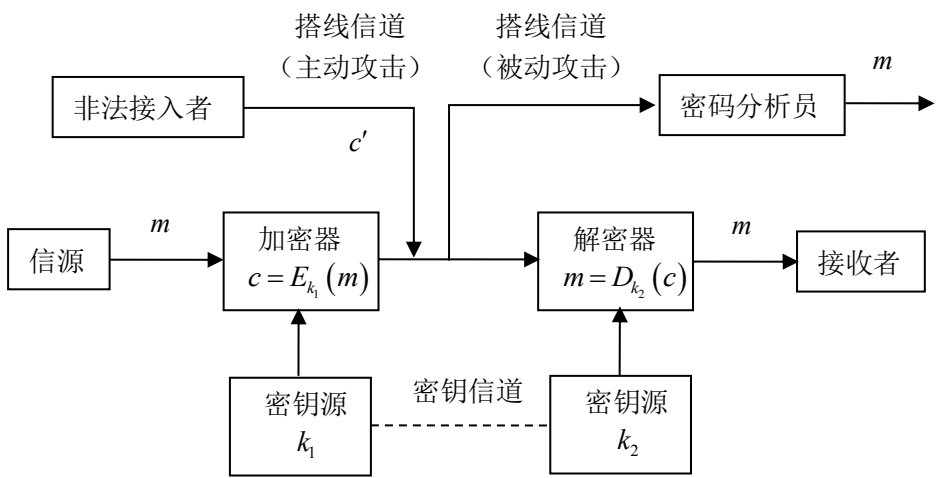 搭线信道
(主动攻击)
搭线信道
(被动攻击)
m
非法接入者
密码分析员
c′
m
m
信源
加密器
c = E_{k_1}(m)
解密器
m = D_{k_2}(c)
接收者
密钥源
k_1
密钥信道
密钥源
k_2